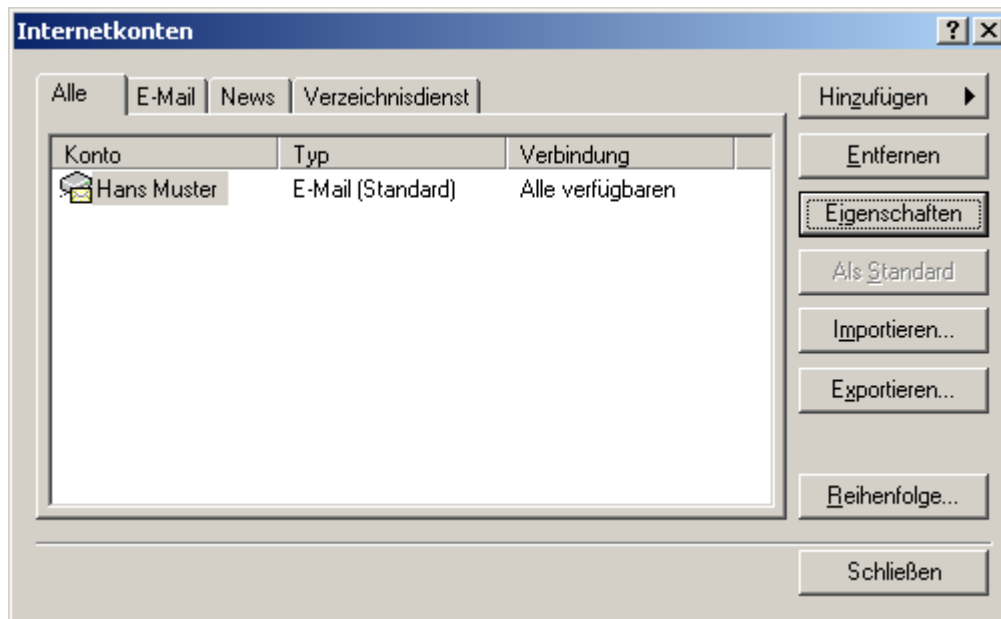 Internetkonten
Alle E-Mail News Verzeichnisdienst
Konto Typ Verbindung
Hans Muster E-Mail (Standard) Alle verfügbaren
Hinzufügen
Entfernen
Eigenschaften
Als Standard
Importieren...
Exportieren...
Reihenfolge...
Schließen